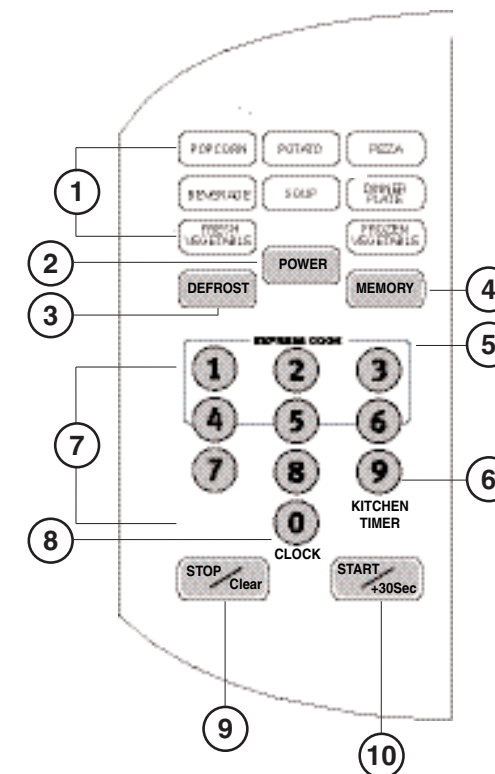 POPCORN POTATO PIZZA
BEVERAGE SOUP DINNER
PLATE
FRESH
VEGETABLE
FROZEN
VEGETABLE
1
2
POWER
DEFROST
MEMORY
4
3
EXPRESS COOK
5
1 2 3
4 5 6
7
7 8 9
6
KITCHEN
TIMER
0
8
CLOCK
STOP
Clear
START
+30Sec
9
10